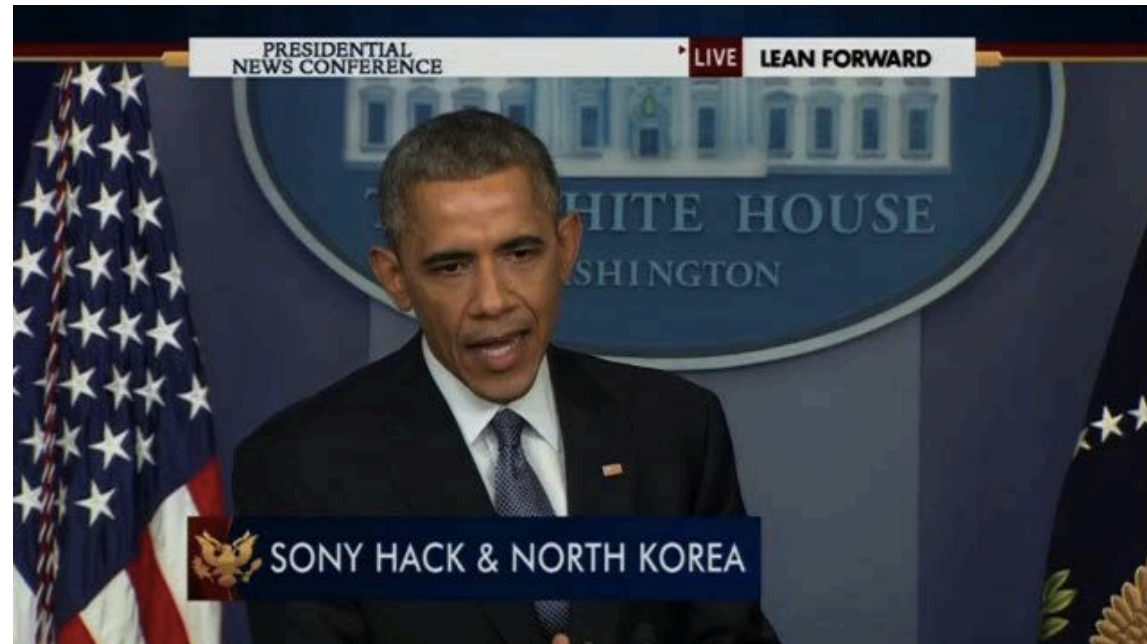 PRESIDENTIAL
NEWS CONFERENCE
LIVE
LEAN FORWARD
HITE HOUSE
SHINGTON
SONY HACK & NORTH KOREA